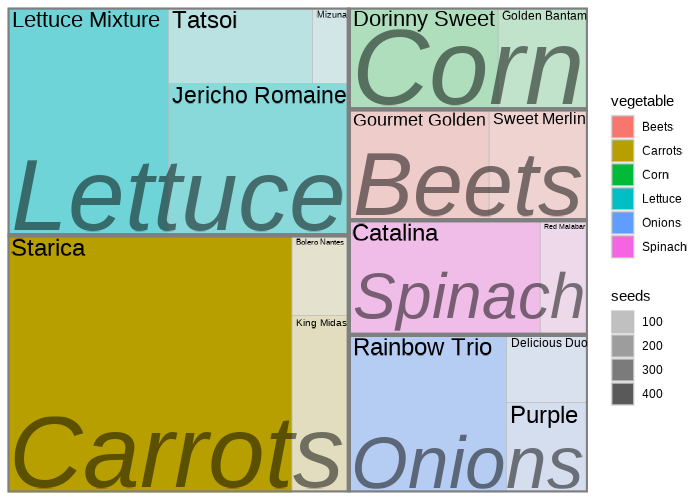 Lettuce Mixture
Tatsoi
Mizuna
Jericho Romaine
Lettuce
Starica
Bolero Nantes
King Midas
Carrots
Dorinny Sweet
Golden Bantam
Corn
Gourmet Golden
Sweet Merlin
Beets
Catalina
Red Malabar
Spinach
Rainbow Trio
Delicious Duo
Purple
Onions
vegetable
Beets
Carrots
Corn
Lettuce
Onions
Spinach
seeds
100
200
300
400